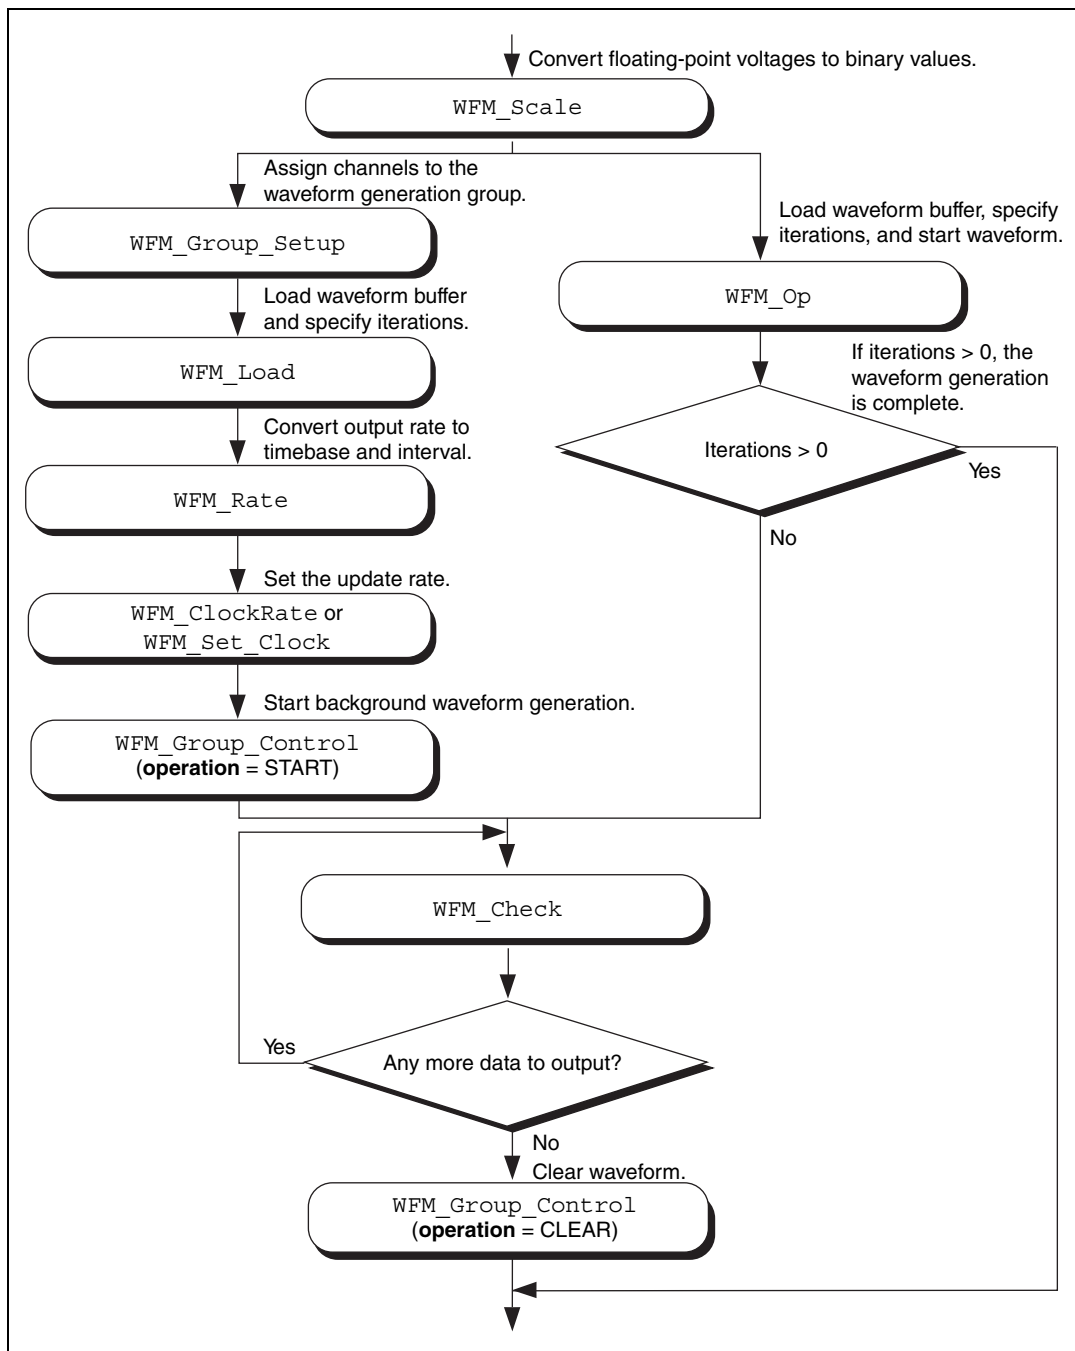 Convert floating-point voltages to binary values.
WFM_Scale
Assign channels to the
waveform generation group.
WFM_Group_Setup
Load waveform buffer
and specify iterations.
WFM_Load
Convert output rate to
timebase and interval.
WFM_Rate
Set the update rate.
WFM_ClockRate or
WFM_Set_Clock
Start background waveform generation.
WFM_Group_Control
(operation = START)
Load waveform buffer, specify
iterations, and start waveform.
WFM_Op
If iterations > 0, the
waveform generation
is complete.
Iterations > 0
Yes
No
WFM_Check
Any more data to output?
Yes
No
Clear waveform.
WFM_Group_Control
(operation = CLEAR)